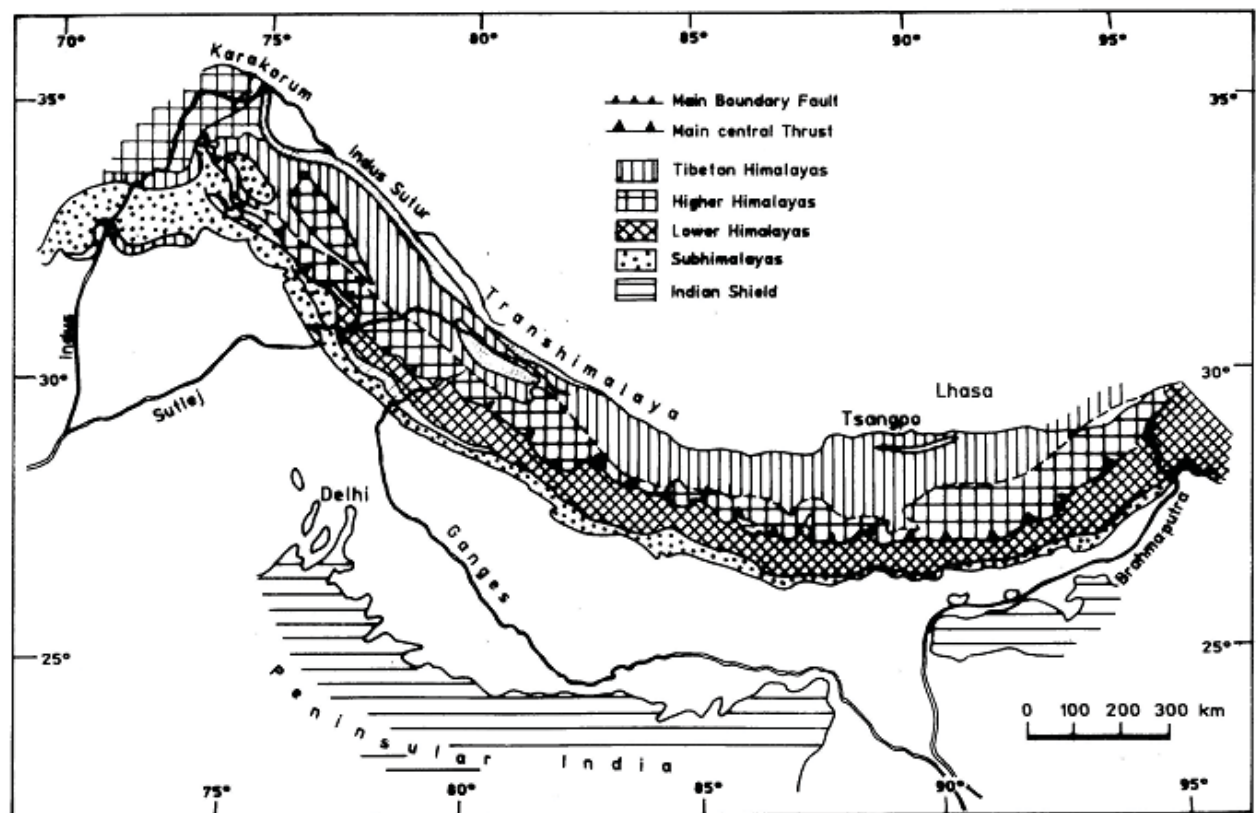 70° 75° 80° 85° 90° 95°
Karakorum
35° 35°
Main Boundary Fault
Main central Thrust
Indus Sutur
Tibetan Himalayas
Higher Himalayas
Lower Himalayas
Subhimalayas
Indian Shield
Transhimalaya
Indus
30° 30°
Lhasa
Sutlej
Tsangpo
Delhi
Ganges
Brahmaputra
25° 25°
Peninsular India
0 100 200 300 km
75° 80° 85° 90° 95°